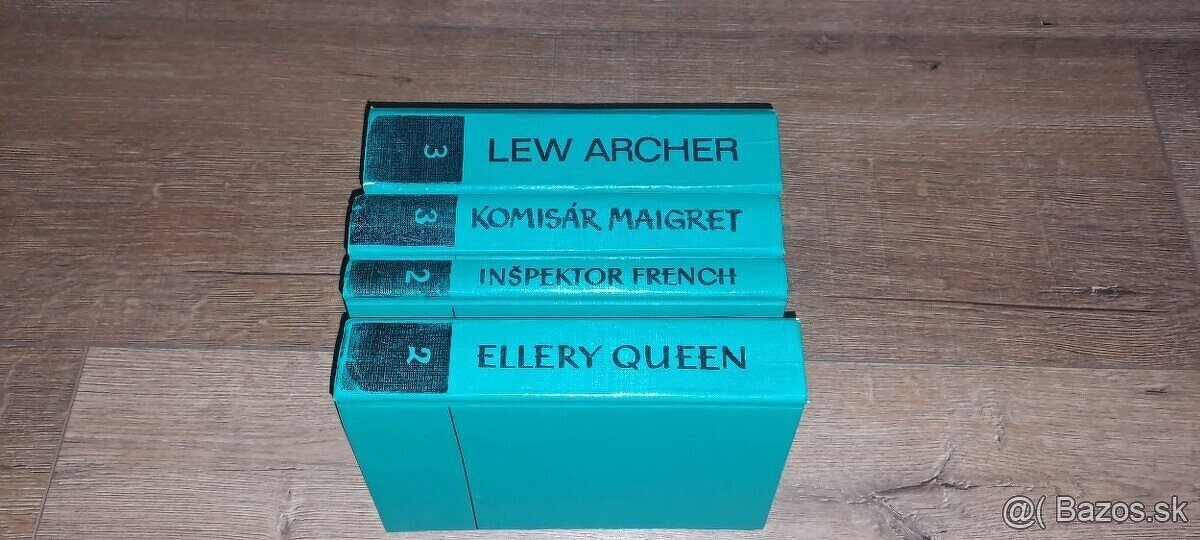 3 LEW ARCHER
3 KOMISÁR MAIGRET
2 INŠPEKTOR FRENCH
2 ELLERY QUEEN
@( Bazos.sk